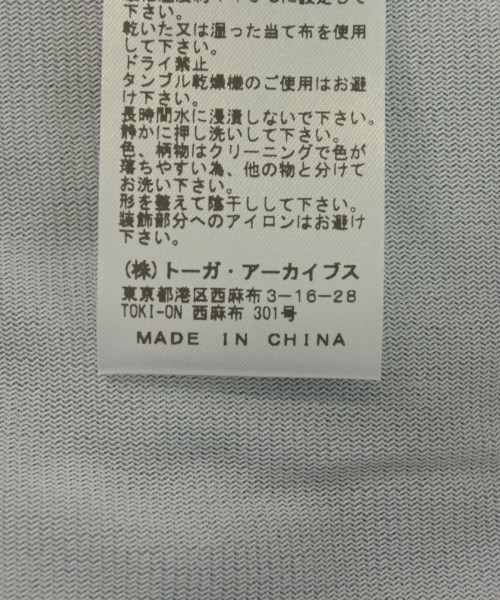 下さい。
乾いた又は湿った当て布を使用
して下さい。
ドライ禁止
タンブル乾燥機のご使用はお避
け下さい。
長時間水に浸漬しないで下さい。
静かに押し洗いして下さい。
色、柄物はクリーニングで色が
落ちやすい為、他の物と分けて
お洗い下さい。
形を整えて陰干しして下さい。
装飾部分へのアイロンはお避け
下さい。
(株)トーガ・アーカイブス
東京都港区西麻布3-16-28
TOKI-ON 西麻布 301号
MADE IN CHINA